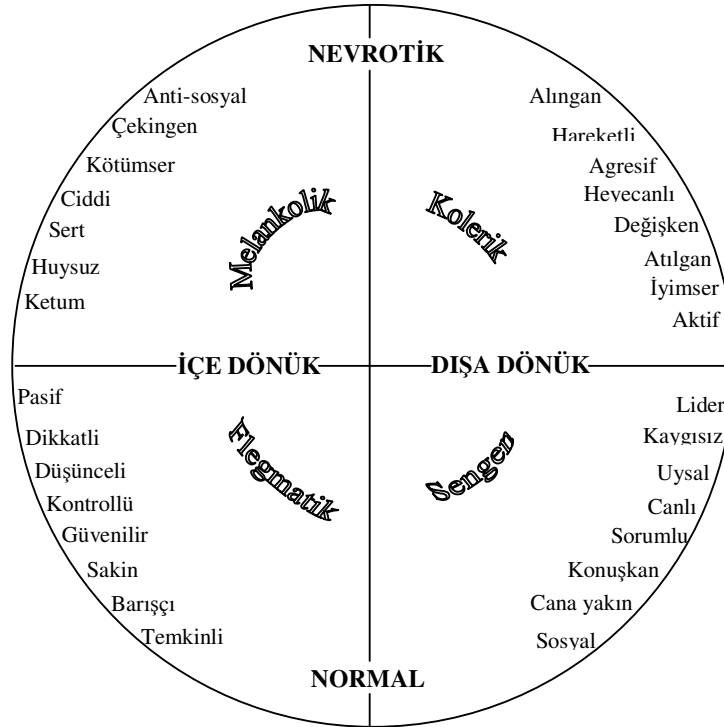 NEVROTİK
Anti-sosyal
Çekingen
Kötümser
Ciddi
Sert
Huysuz
Ketum
Melankolik
Alıngan
Hareketli
Agresif
Heyecanlı
Değişken
Atılgan
İyimser
Aktif
Kolerik
İÇE DÖNÜK
DIŞA DÖNÜK
Pasif
Dikkatli
Düşünceli
Kontrollü
Güvenilir
Sakin
Barışçı
Temkinli
Flegmatik
Lider
Kaygısız
Uysal
Canlı
Sorumlu
Konuşkan
Cana yakın
Sosyal
Sengen
NORMAL